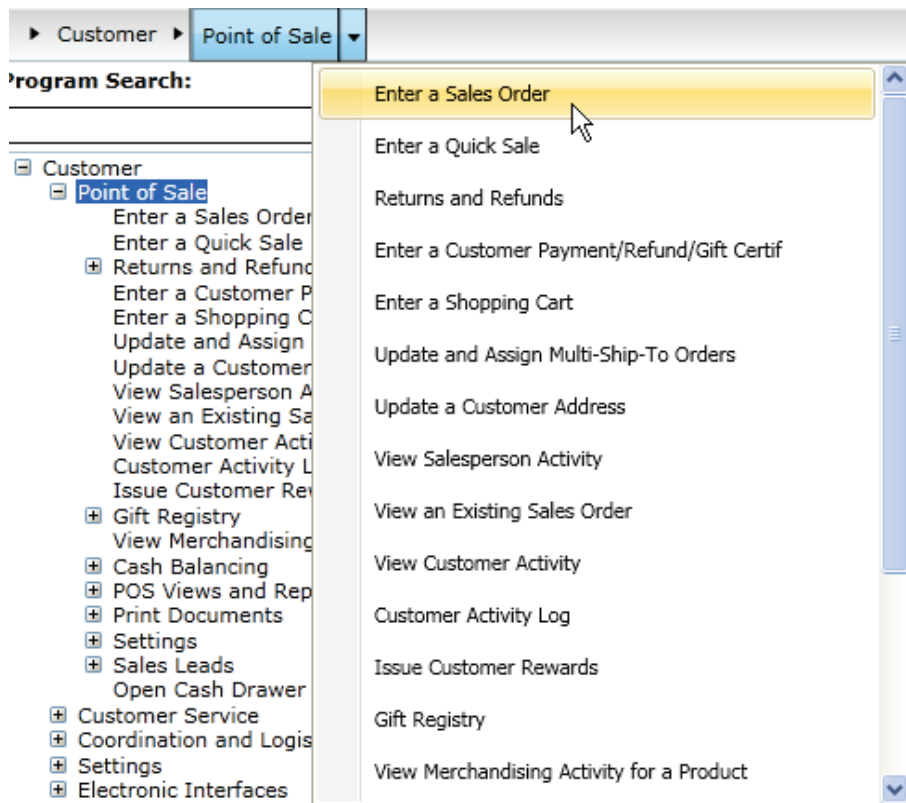 Customer Point of Sale
Program Search:
Customer
Point of Sale
Enter a Sales Order
Enter a Quick Sale
Returns and Refunc
Enter a Customer P
Enter a Shopping C
Update and Assign
Update a Customer
View Salesperson A
View an Existing Sa
View Customer Acti
Customer Activity L
Issue Customer Rev
Gift Registry
View Merchandising
Cash Balancing
POS Views and Rep
Print Documents
Settings
Sales Leads
Open Cash Drawer
Customer Service
Coordination and Logis
Settings
Electronic Interfaces
Enter a Sales Order
Enter a Quick Sale
Returns and Refunds
Enter a Customer Payment/Refund/Gift Certif
Enter a Shopping Cart
Update and Assign Multi-Ship-To Orders
Update a Customer Address
View Salesperson Activity
View an Existing Sales Order
View Customer Activity
Customer Activity Log
Issue Customer Rewards
Gift Registry
View Merchandising Activity for a Product